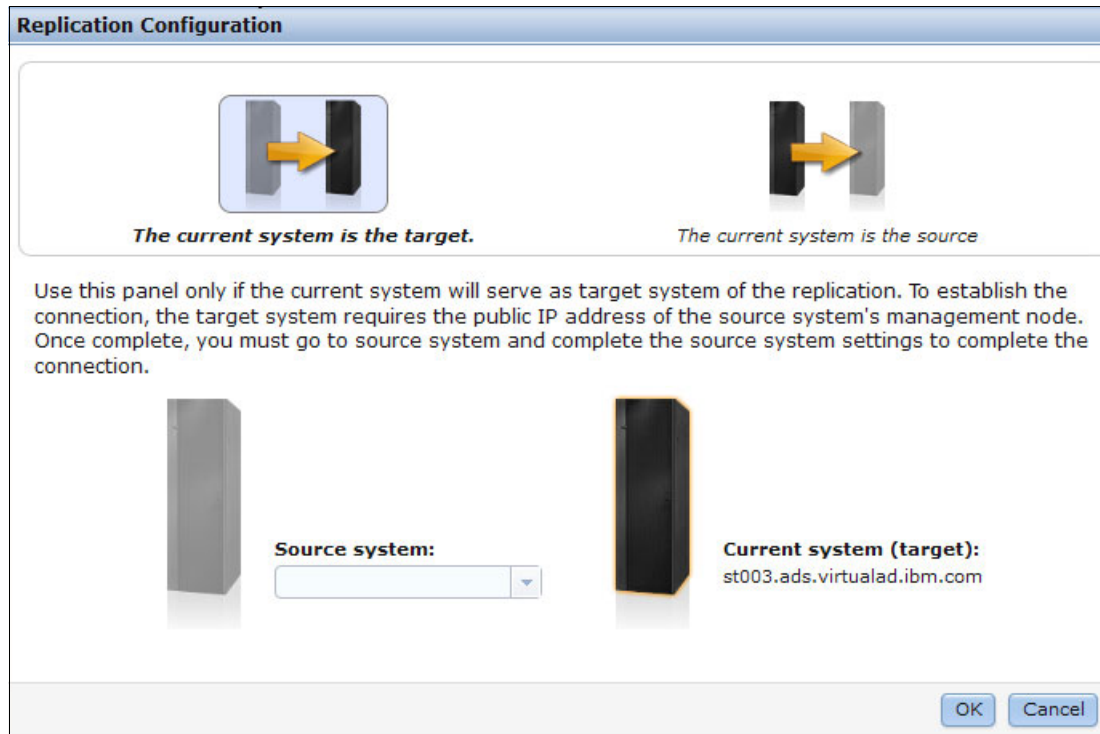 Replication Configuration
The current system is the target.
The current system is the source
Use this panel only if the current system will serve as target system of the replication. To establish the
connection, the target system requires the public IP address of the source system's management node.
Once complete, you must go to source system and complete the source system settings to complete the
connection.
Source system:
Current system (target):
st003.ads.virtualad.ibm.com
OK
Cancel